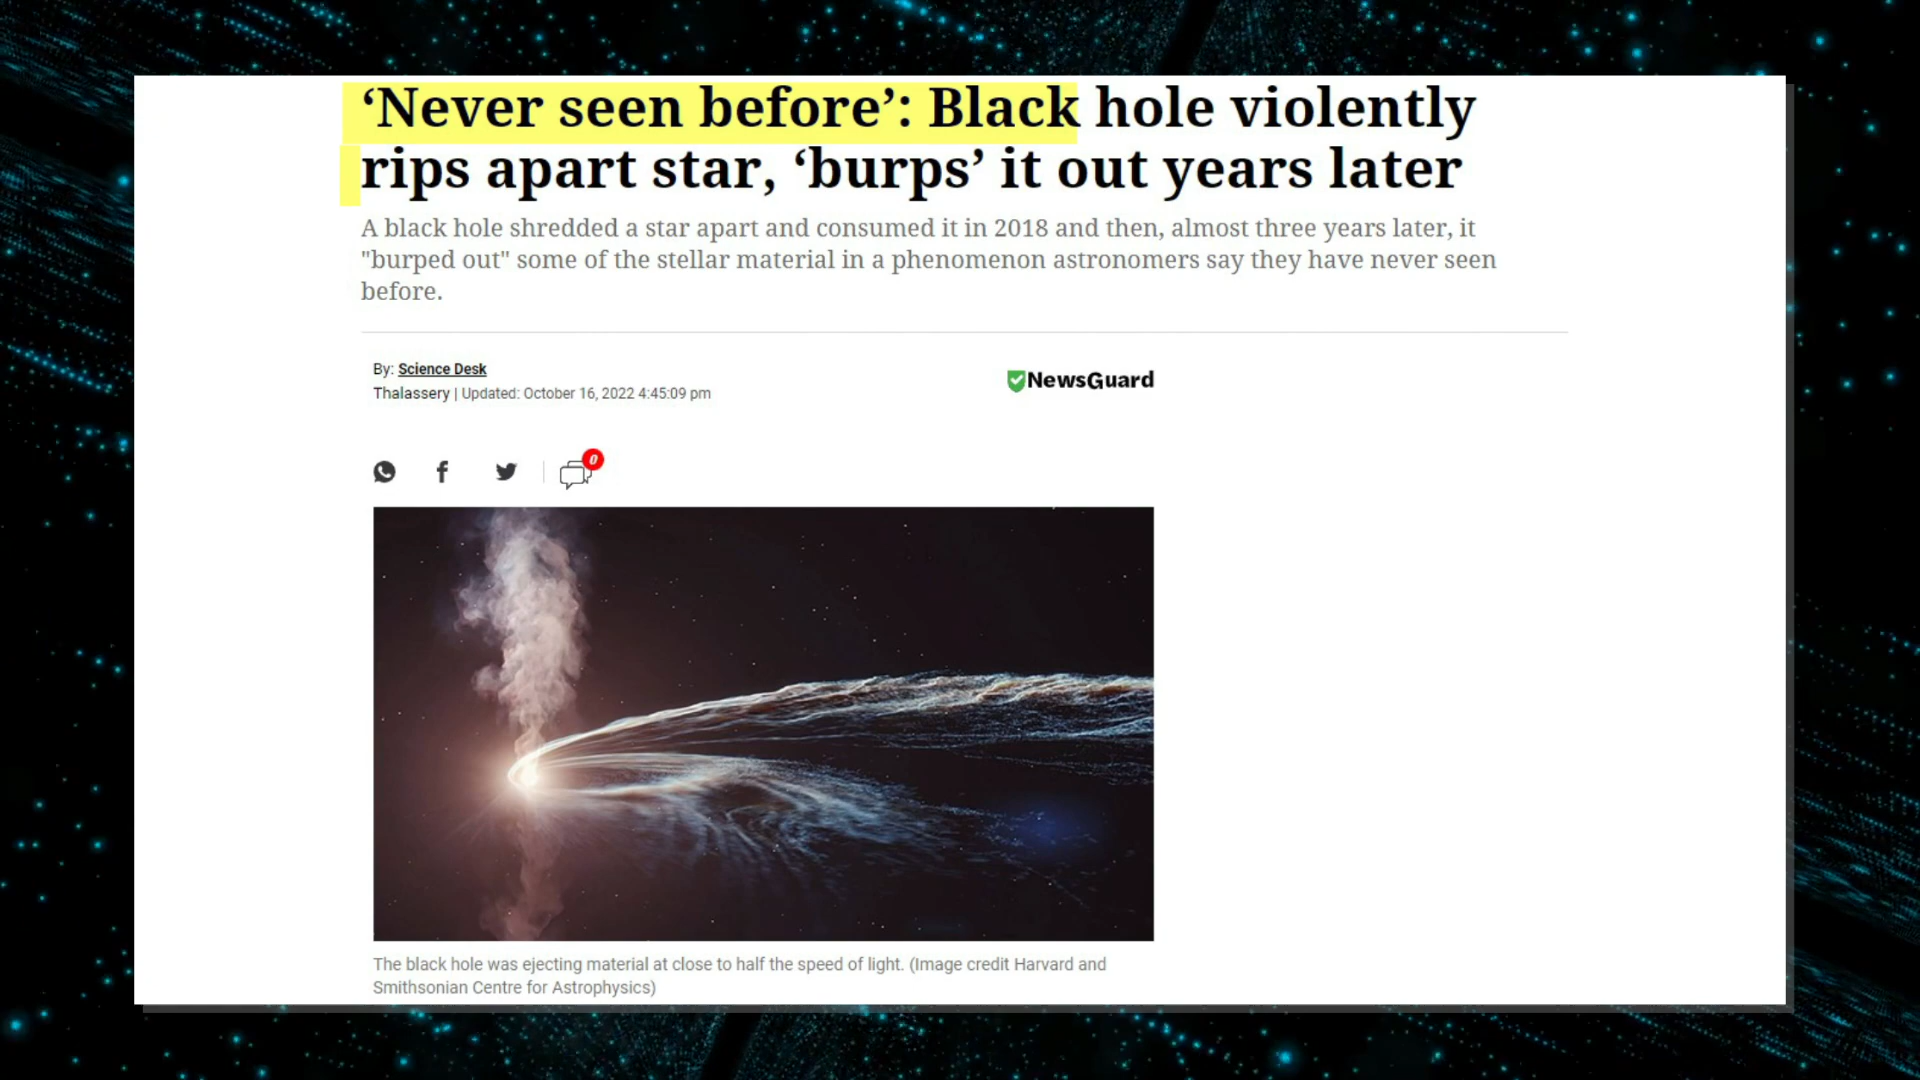 ‘Never seen before’: Black hole violently
rips apart star, ‘burps’ it out years later
A black hole shredded a star apart and consumed it in 2018 and then, almost three years later, it
"burped out" some of the stellar material in a phenomenon astronomers say they have never seen
before.
By: Science Desk
NewsGuard
Thalassery | Updated: October 16, 2022 4:45:09 pm
0
The black hole was ejecting material at close to half the speed of light. (Image credit Harvard and
Smithsonian Centre for Astrophysics)